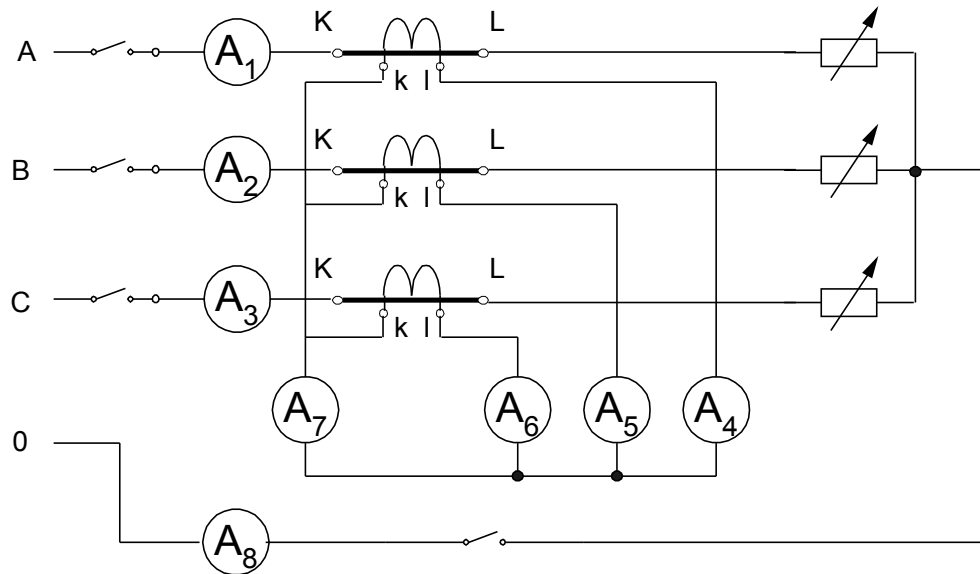 K L
A A₁
k l
K L
B A₂
k l
K L
C A₃
k l
A₇ A₆ A₅ A₄
0
A₈